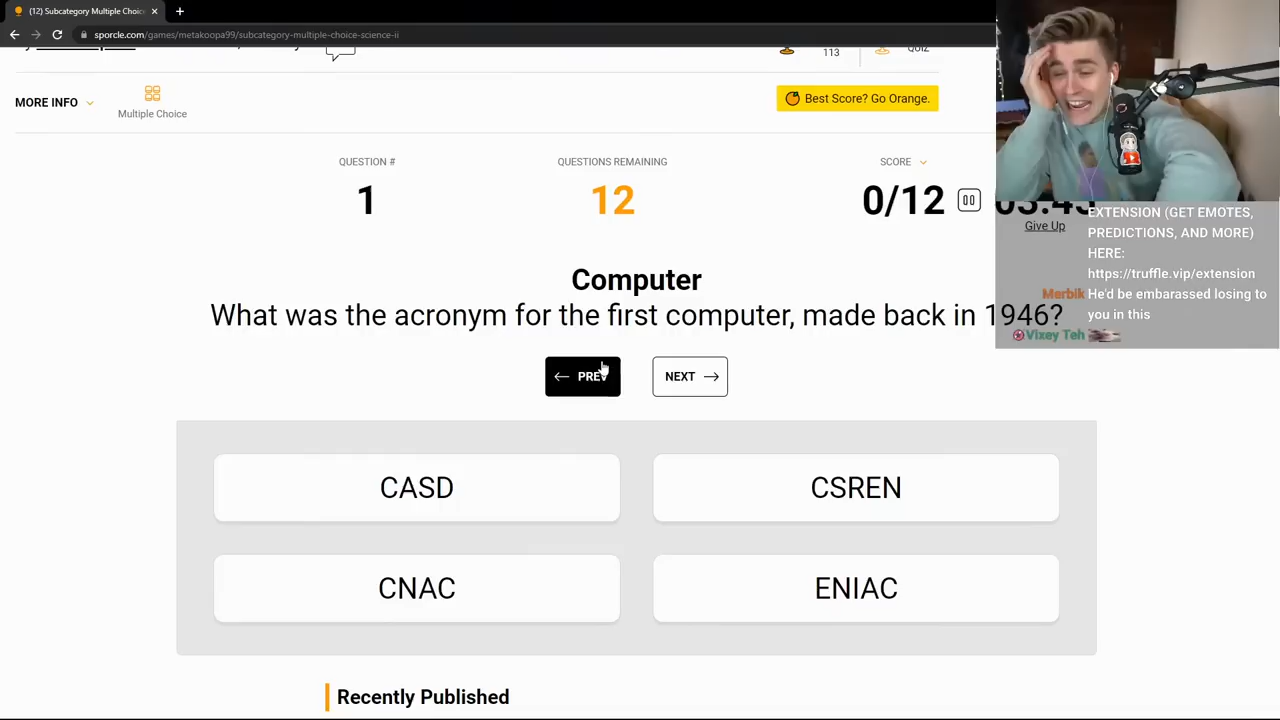 (12) Subcategory Multiple Choic
sporcle.com/games/metakoopa99/subcategory-multiple-choice-science-ii
113
QUIZ
MORE INFO
Multiple Choice
Best Score? Go Orange.
QUESTION #
QUESTIONS REMAINING
SCORE
1
12
0/12
Give Up
EXTENSION (GET EMOTES,
PREDICTIONS, AND MORE)
HERE:
https://truffle.vip/extension
Merbik He'd be embarassed losing to
you in this
Vixey Teh
Computer
What was the acronym for the first computer, made back in 1946?
← PREV
NEXT →
CASD
CSREN
CNAC
ENIAC
Recently Published